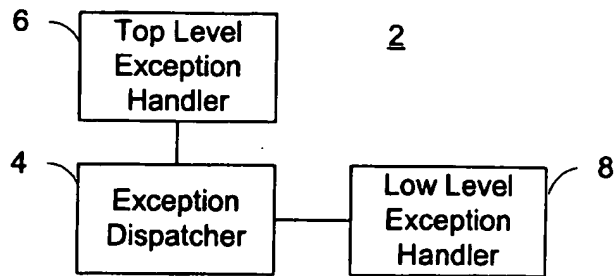 6
Top Level
Exception
Handler
2
4
Exception
Dispatcher
Low Level
Exception
Handler
8